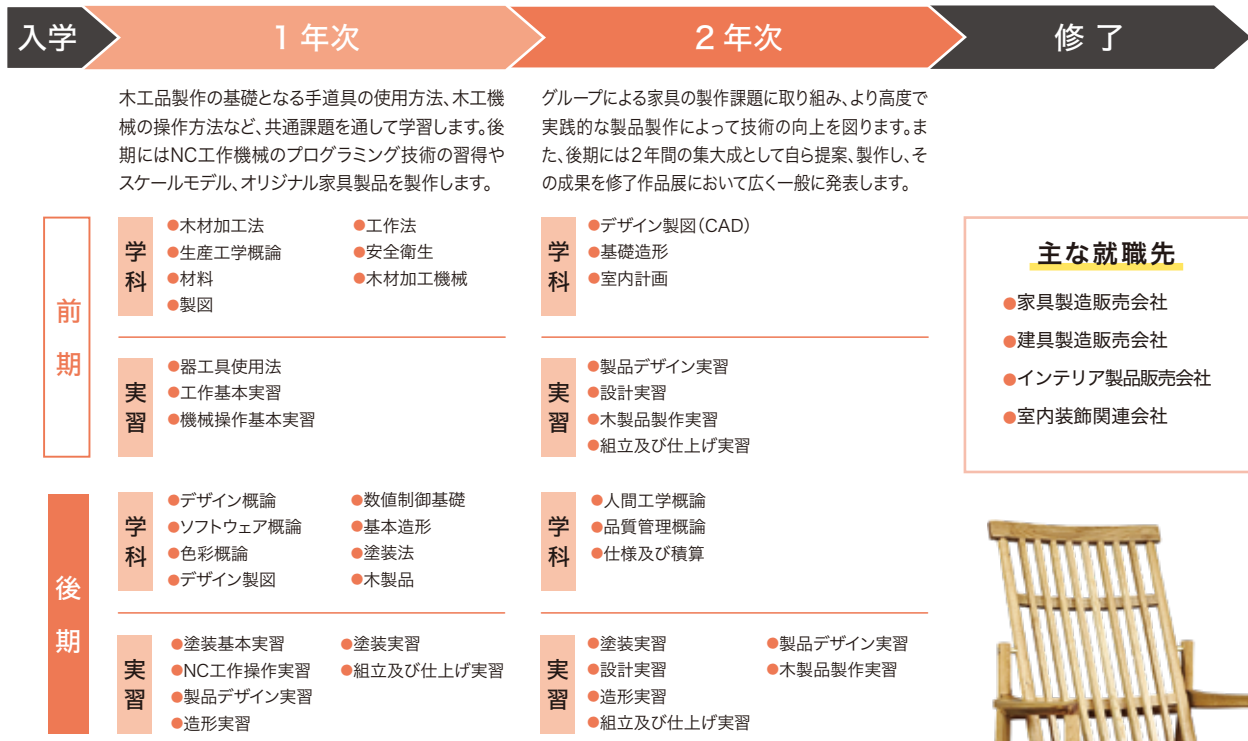 入学
1年次
2年次
修了
木工品製作の基礎となる手道具の使用方法、木工機
械の操作方法など、共通課題を通して学習します。後
期にはNC工作機械のプログラミング技術の習得や
スケールモデル、オリジナル家具製品を製作します。
グループによる家具の製作課題に取り組み、より高度で
実践的な製品製作によって技術の向上を図ります。ま
た、後期には2年間の集大成として自ら提案、製作し、そ
の成果を修了作品展において広く一般に発表します。
前期
学科
●木材加工法
●生産工学概論
●材料
●製図
●工作法
●安全衛生
●木材加工機械
学科
●デザイン製図(CAD)
●基礎造形
●室内計画
実習
●器工具使用法
●工作基本実習
●機械操作基本実習
実習
●製品デザイン実習
●設計実習
●木製品製作実習
●組立及び仕上げ実習
後期
学科
●デザイン概論
●ソフトウェア概論
●色彩概論
●デザイン製図
●数値制御基礎
●基本造形
●塗装法
●木製品
学科
●人間工学概論
●品質管理概論
●仕様及び積算
実習
●塗装基本実習
●NC工作操作実習
●製品デザイン実習
●造形実習
●塗装実習
●組立及び仕上げ実習
実習
●塗装実習
●設計実習
●造形実習
●組立及び仕上げ実習
●製品デザイン実習
●木製品製作実習
主な就職先
●家具製造販売会社
●建具製造販売会社
●インテリア製品販売会社
●室内装飾関連会社